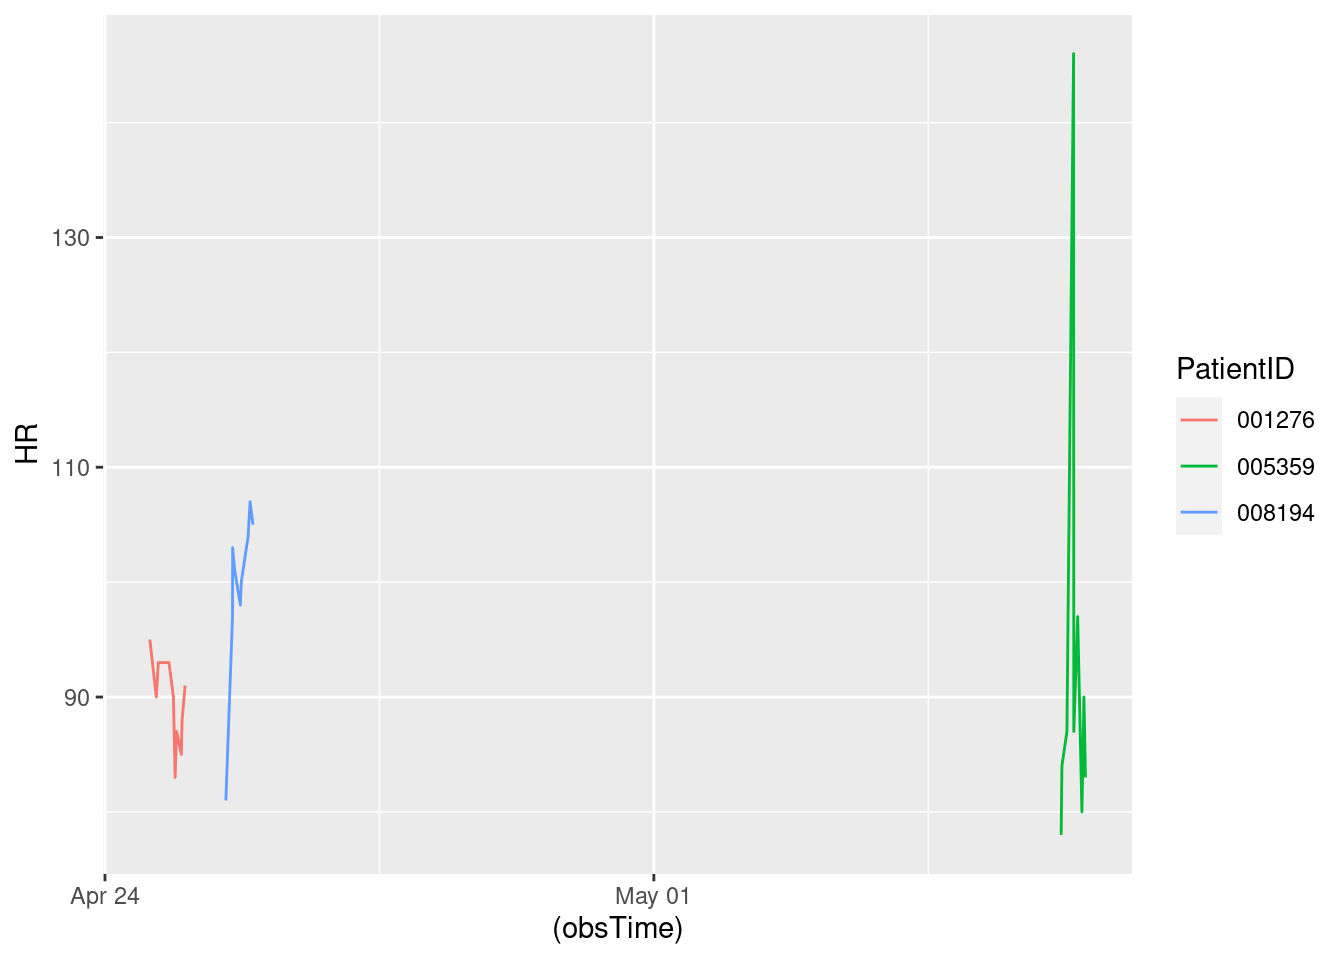 HR
130
110
90
Apr 24
May 01
(obsTime)
PatientID
001276
005359
008194